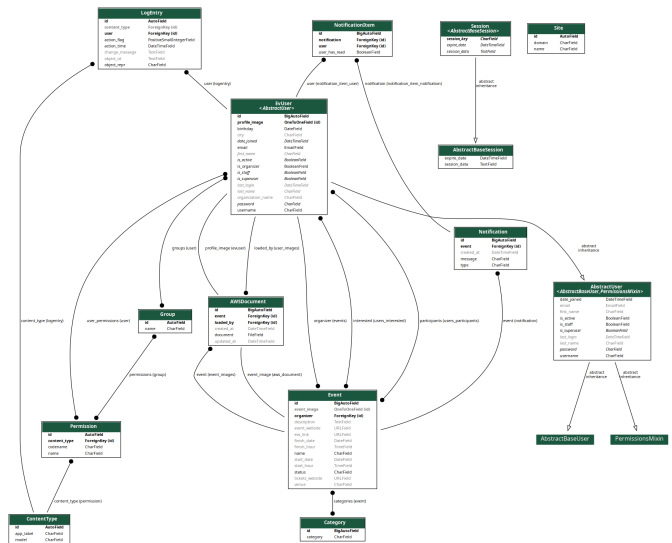 LogEntry
id AutoField
content_type ForeignKey (id)
user ForeignKey (id)
action_flag PositiveSmallIntegerField
action_time DateTimeField
change_message TextField
object_id TextField
object_repr CharField
NotificationItem
id BigAutoField
notification ForeignKey (id)
user ForeignKey (id)
user_has_read BooleanField
Session
<AbstractBaseSession>
session_key CharField
expire_date DateTimeField
session_data TextField
Site
id AutoField
domain CharField
name CharField
user (logentry)
user (notification_item_user)
notification (notification_item_notification)
abstract
inheritance
EvUser
<AbstractUser>
id BigAutoField
profile_image OneToOneField (id)
birthday DateField
city CharField
date_joined DateTimeField
email EmailField
first_name CharField
is_active BooleanField
is_organizer BooleanField
is_staff BooleanField
is_superuser BooleanField
last_login DateTimeField
last_name CharField
organization_name CharField
password CharField
username CharField
AbstractBaseSession
expire_date DateTimeField
session_data TextField
groups (user)
profile_image (evuser)
loaded_by (user_images)
Notification
id BigAutoField
event ForeignKey (id)
created_at DateTimeField
message CharField
type CharField
abstract
inheritance
AbstractUser
<AbstractBaseUser,PermissionsMixin>
date_joined DateTimeField
email EmailField
first_name CharField
is_active BooleanField
is_staff BooleanField
is_superuser BooleanField
last_login DateTimeField
last_name CharField
password CharField
username CharField
content_type (logentry)
user_permissions (user)
Group
id AutoField
name CharField
AWSDocument
id BigAutoField
event ForeignKey (id)
loaded_by ForeignKey (id)
created_at DateTimeField
document FileField
updated_at DateTimeField
organizer (events)
interested (users_interested)
participants (users_participants)
event (notification)
permissions (group)
event (event_images)
event_image (aws_document)
abstract
inheritance
abstract
inheritance
Event
id BigAutoField
event_image OneToOneField (id)
organizer ForeignKey (id)
description TextField
event_website URLField
eve_link URLField
finish_date DateField
finish_hour TimeField
name CharField
start_date DateField
start_hour TimeField
status CharField
tickets_website URLField
venue CharField
Permission
id AutoField
content_type ForeignKey (id)
codename CharField
name CharField
AbstractBaseUser
PermissionsMixin
content_type (permission)
categories (event)
ContentType
id AutoField
app_label CharField
model CharField
Category
id BigAutoField
category CharField